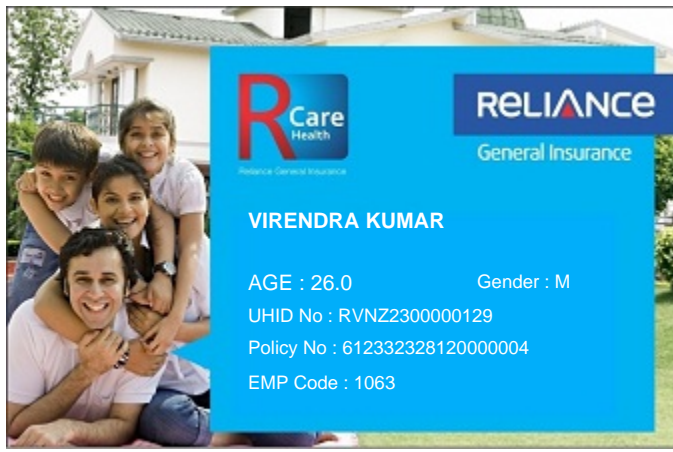 RCare
Health
Reliance General Insurance
RELIANCE
General Insurance
VIRENDRA KUMAR
AGE : 26.0 Gender : M
UHID No : RVNZ2300000129
Policy No : 612332328120000004
EMP Code : 1063